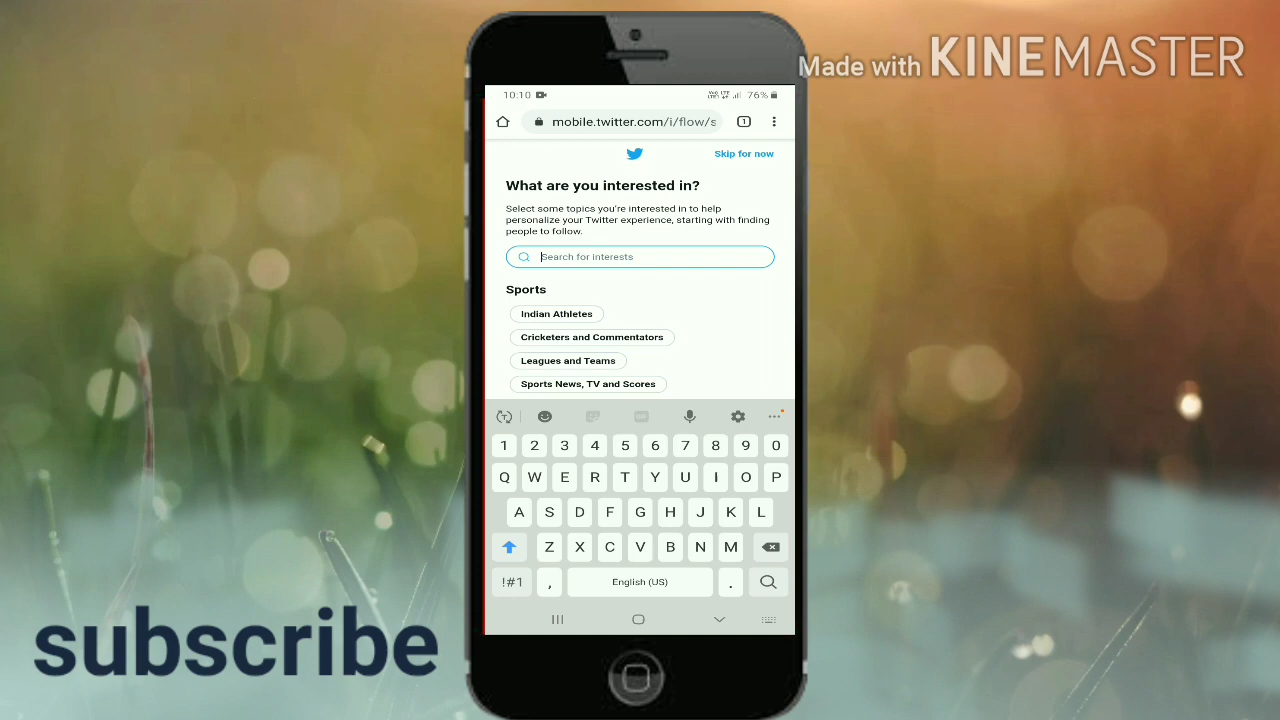 Made with KINEMASTER
10:10 76%
mobile.twitter.com/i/flow/s 1
Skip for now
What are you interested in?
Select some topics you're interested in to help
personalize your Twitter experience, starting with finding
people to follow.
Search for interests
Sports
Indian Athletes
Cricketers and Commentators
Leagues and Teams
Sports News, TV and Scores
1 2 3 4 5 6 7 8 9 0
Q W E R T Y U I O P
A S D F G H J K L
Z X C V B N M
!#1 , English (US) .
subscribe